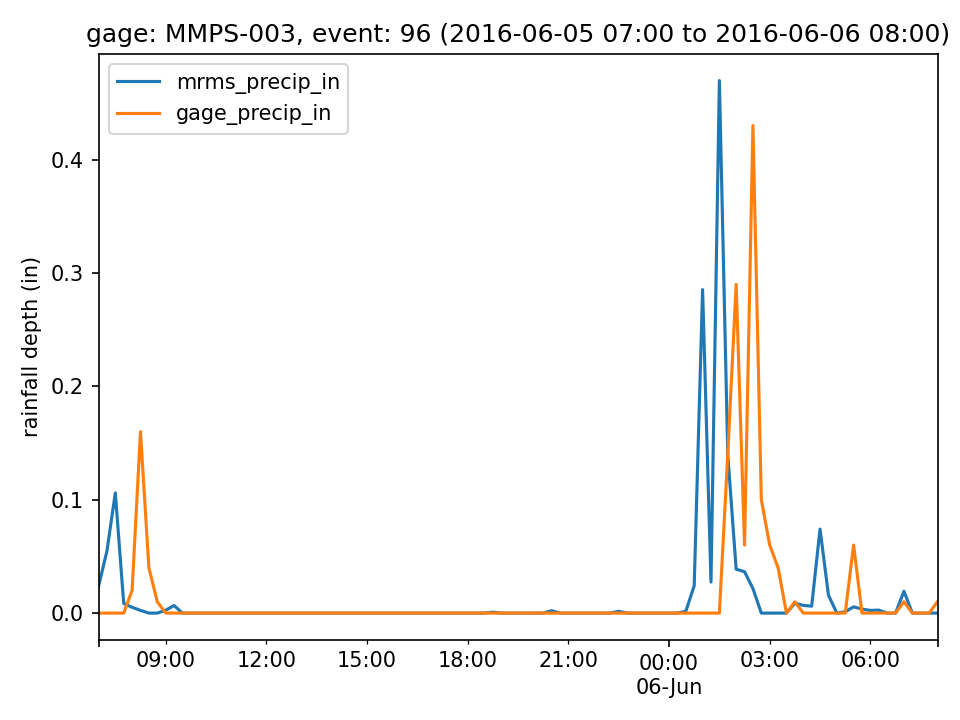 gage: MMPS-003, event: 96 (2016-06-05 07:00 to 2016-06-06 08:00)
mrms_precip_in
gage_precip_in
rainfall depth (in)
0.4
0.3
0.2
0.1
0.0
09:00 12:00 15:00 18:00 21:00 00:00 03:00 06:00
06-Jun